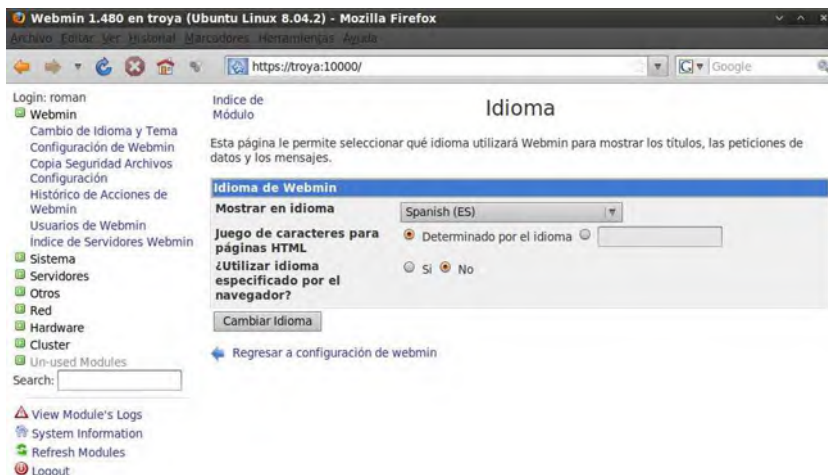 Webmin 1.480 en troya (Ubuntu Linux 8.04.2) - Mozilla Firefox
Archivo Editar Ver Historial Marcadores Herramientas Ayuda
https://troya:10000/
Google
Login: roman
Webmin
Cambio de Idioma y Tema
Configuración de Webmin
Copia Seguridad Archivos
Configuración
Histórico de Acciones de
Webmin
Usuarios de Webmin
Índice de Servidores Webmin
Sistema
Servidores
Otros
Red
Hardware
Cluster
Un-used Modules
Search:
View Module's Logs
System Information
Refresh Modules
Logout
Indice de
Módulo
Idioma
Esta página le permite seleccionar qué idioma utilizará Webmin para mostrar los títulos, las peticiones de
datos y los mensajes.
Idioma de Webmin
Mostrar en idioma
Spanish (ES)
Juego de caracteres para
páginas HTML
Determinado por el idioma
¿Utilizar idioma
especificado por el
navegador?
Si No
Cambiar Idioma
Regresar a configuración de webmin